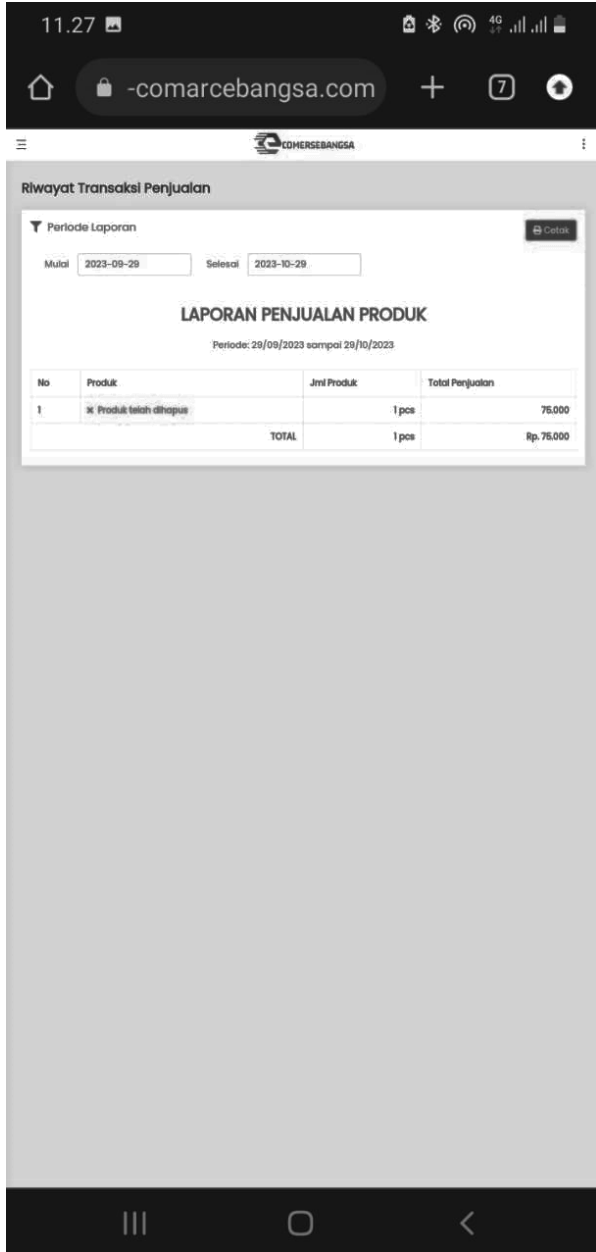 11.27
4G
-comarcebangsa.com
7
COMERSEBANGSA
Riwayat Transaksi Penjualan
Periode Laporan
Cetak
Mulai 2023-09-29 Selesai 2023-10-29
LAPORAN PENJUALAN PRODUK
Periode: 29/09/2023 sampai 29/10/2023
No Produk Jml Produk Total Penjualan
1 Produk telah dihapus 1 pcs 75.000
TOTAL 1 pcs Rp. 75.000